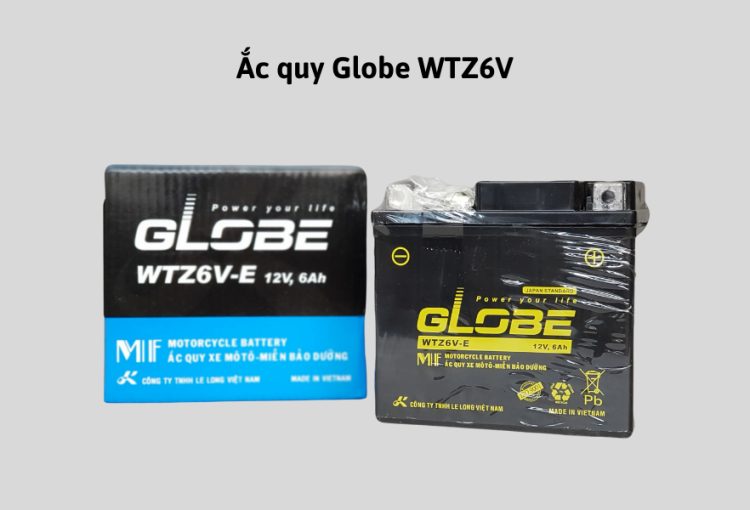 Ắc quy Globe WTZ6V
Power your life
GLOBE
WTZ6V-E 12V, 6Ah
MF MOTORCYCLE BATTERY
ẮC QUY XE MÔTÔ-MIỄN BẢO DƯỠNG
CÔNG TY TNHH LE LONG VIỆT NAM MADE IN VIETNAM
JAPAN STANDARD
Power your life
GLOBE
WTZ6V-E 12V, 6Ah
MF MOTORCYCLE BATTERY
ẮC QUY XE MÔTÔ-MIỄN BẢO DƯỠNG
Pb
CÔNG TY TNHH LE LONG VIỆT NAM MADE IN VIETNAM